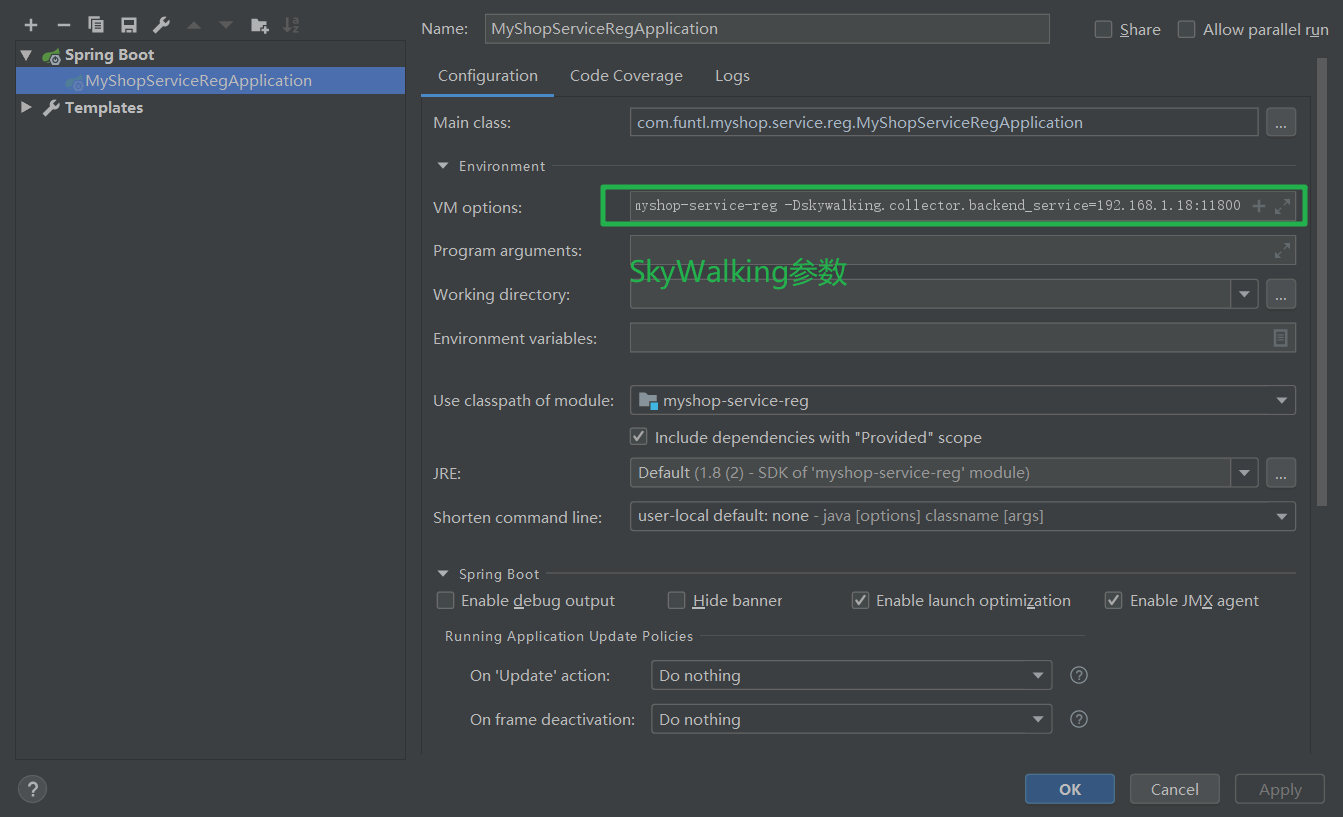 Name: MyShopServiceRegApplication Share Allow parallel run
Spring Boot
MyShopServiceRegApplication
Templates
Configuration Code Coverage Logs
Main class: com.funtl.myshop.service.reg.MyShopServiceRegApplication ...
Environment
VM options: myshop-service-reg -Dskywalking.collector.backend_service=192.168.1.18:11800
Program arguments:
SkyWalking参数
Working directory: ...
Environment variables:
Use classpath of module: myshop-service-reg
Include dependencies with "Provided" scope
JRE: Default (1.8 (2) - SDK of 'myshop-service-reg' module) ...
Shorten command line: user-local default: none - java [options] classname [args]
Spring Boot
Enable debug output Hide banner Enable launch optimization Enable JMX agent
Running Application Update Policies
On 'Update' action: Do nothing ?
On frame deactivation: Do nothing ?
? OK Cancel Apply